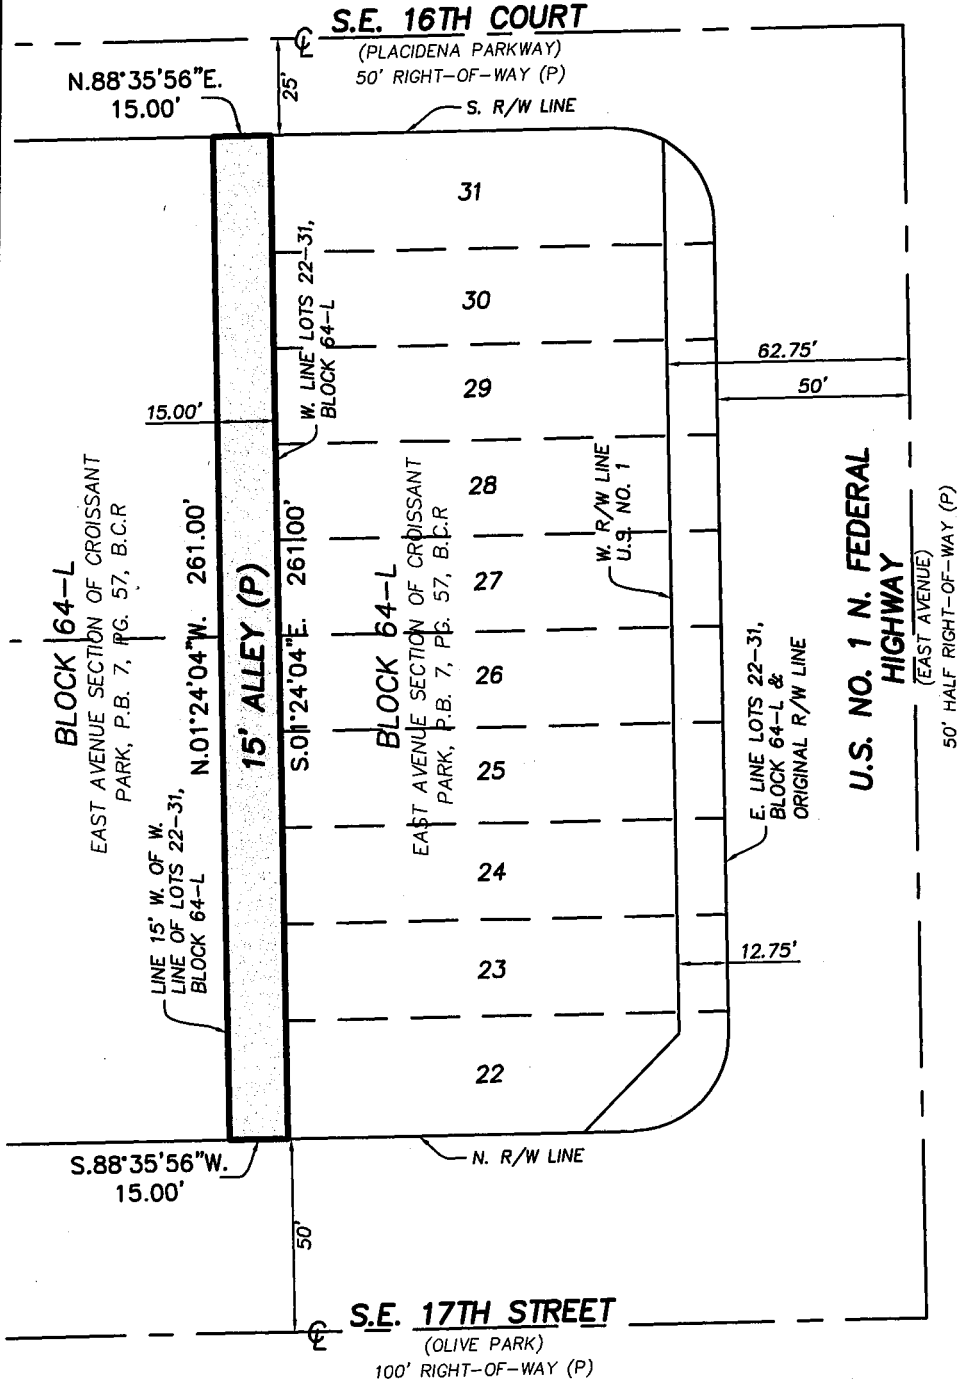 S.E. 16TH COURT
(PLACIDENA PARKWAY)
50' RIGHT-OF-WAY (P)
N.88°35'56"E.
15.00'
25'
S. R/W LINE
31
30
29
28
27
26
25
24
23
22
W. LINE LOTS 22-31,
BLOCK 64-L
62.75'
50'
15.00'
BLOCK 64-L
EAST AVENUE SECTION OF CROISSANT
PARK, P.B. 7, PG. 57, B.C.R
N.01°24'04"W. 261.00'
15' ALLEY (P)
S.01°24'04"E. 261.00'
BLOCK 64-L
EAST AVENUE SECTION OF CROISSANT
PARK, P.B. 7, PG. 57, B.C.R
W. R/W LINE
U.S. NO. 1
U.S. NO. 1 N. FEDERAL
HIGHWAY
(EAST AVENUE)
50' HALF RIGHT-OF-WAY (P)
E. LINE LOTS 22-31,
BLOCK 64-L &
ORIGINAL R/W LINE
LINE 15' W. OF W.
LINE OF LOTS 22-31,
BLOCK 64-L
12.75'
N. R/W LINE
S.88°35'56"W.
15.00'
50'
S.E. 17TH STREET
(OLIVE PARK)
100' RIGHT-OF-WAY (P)